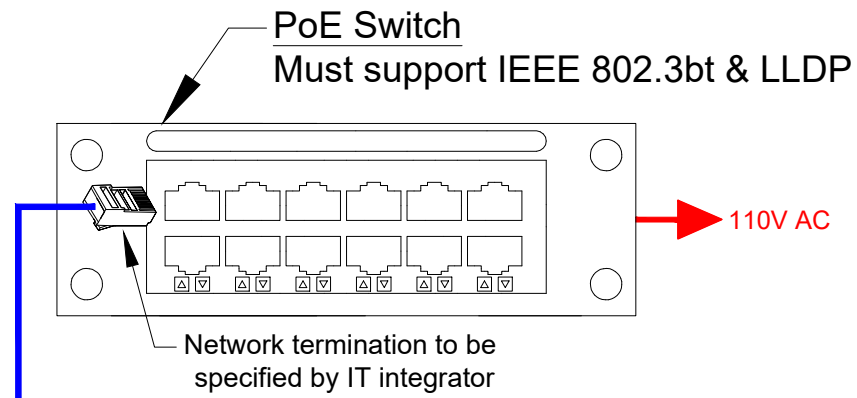 PoE Switch
Must support IEEE 802.3bt & LLDP
110V AC
Network termination to be
specified by IT integrator